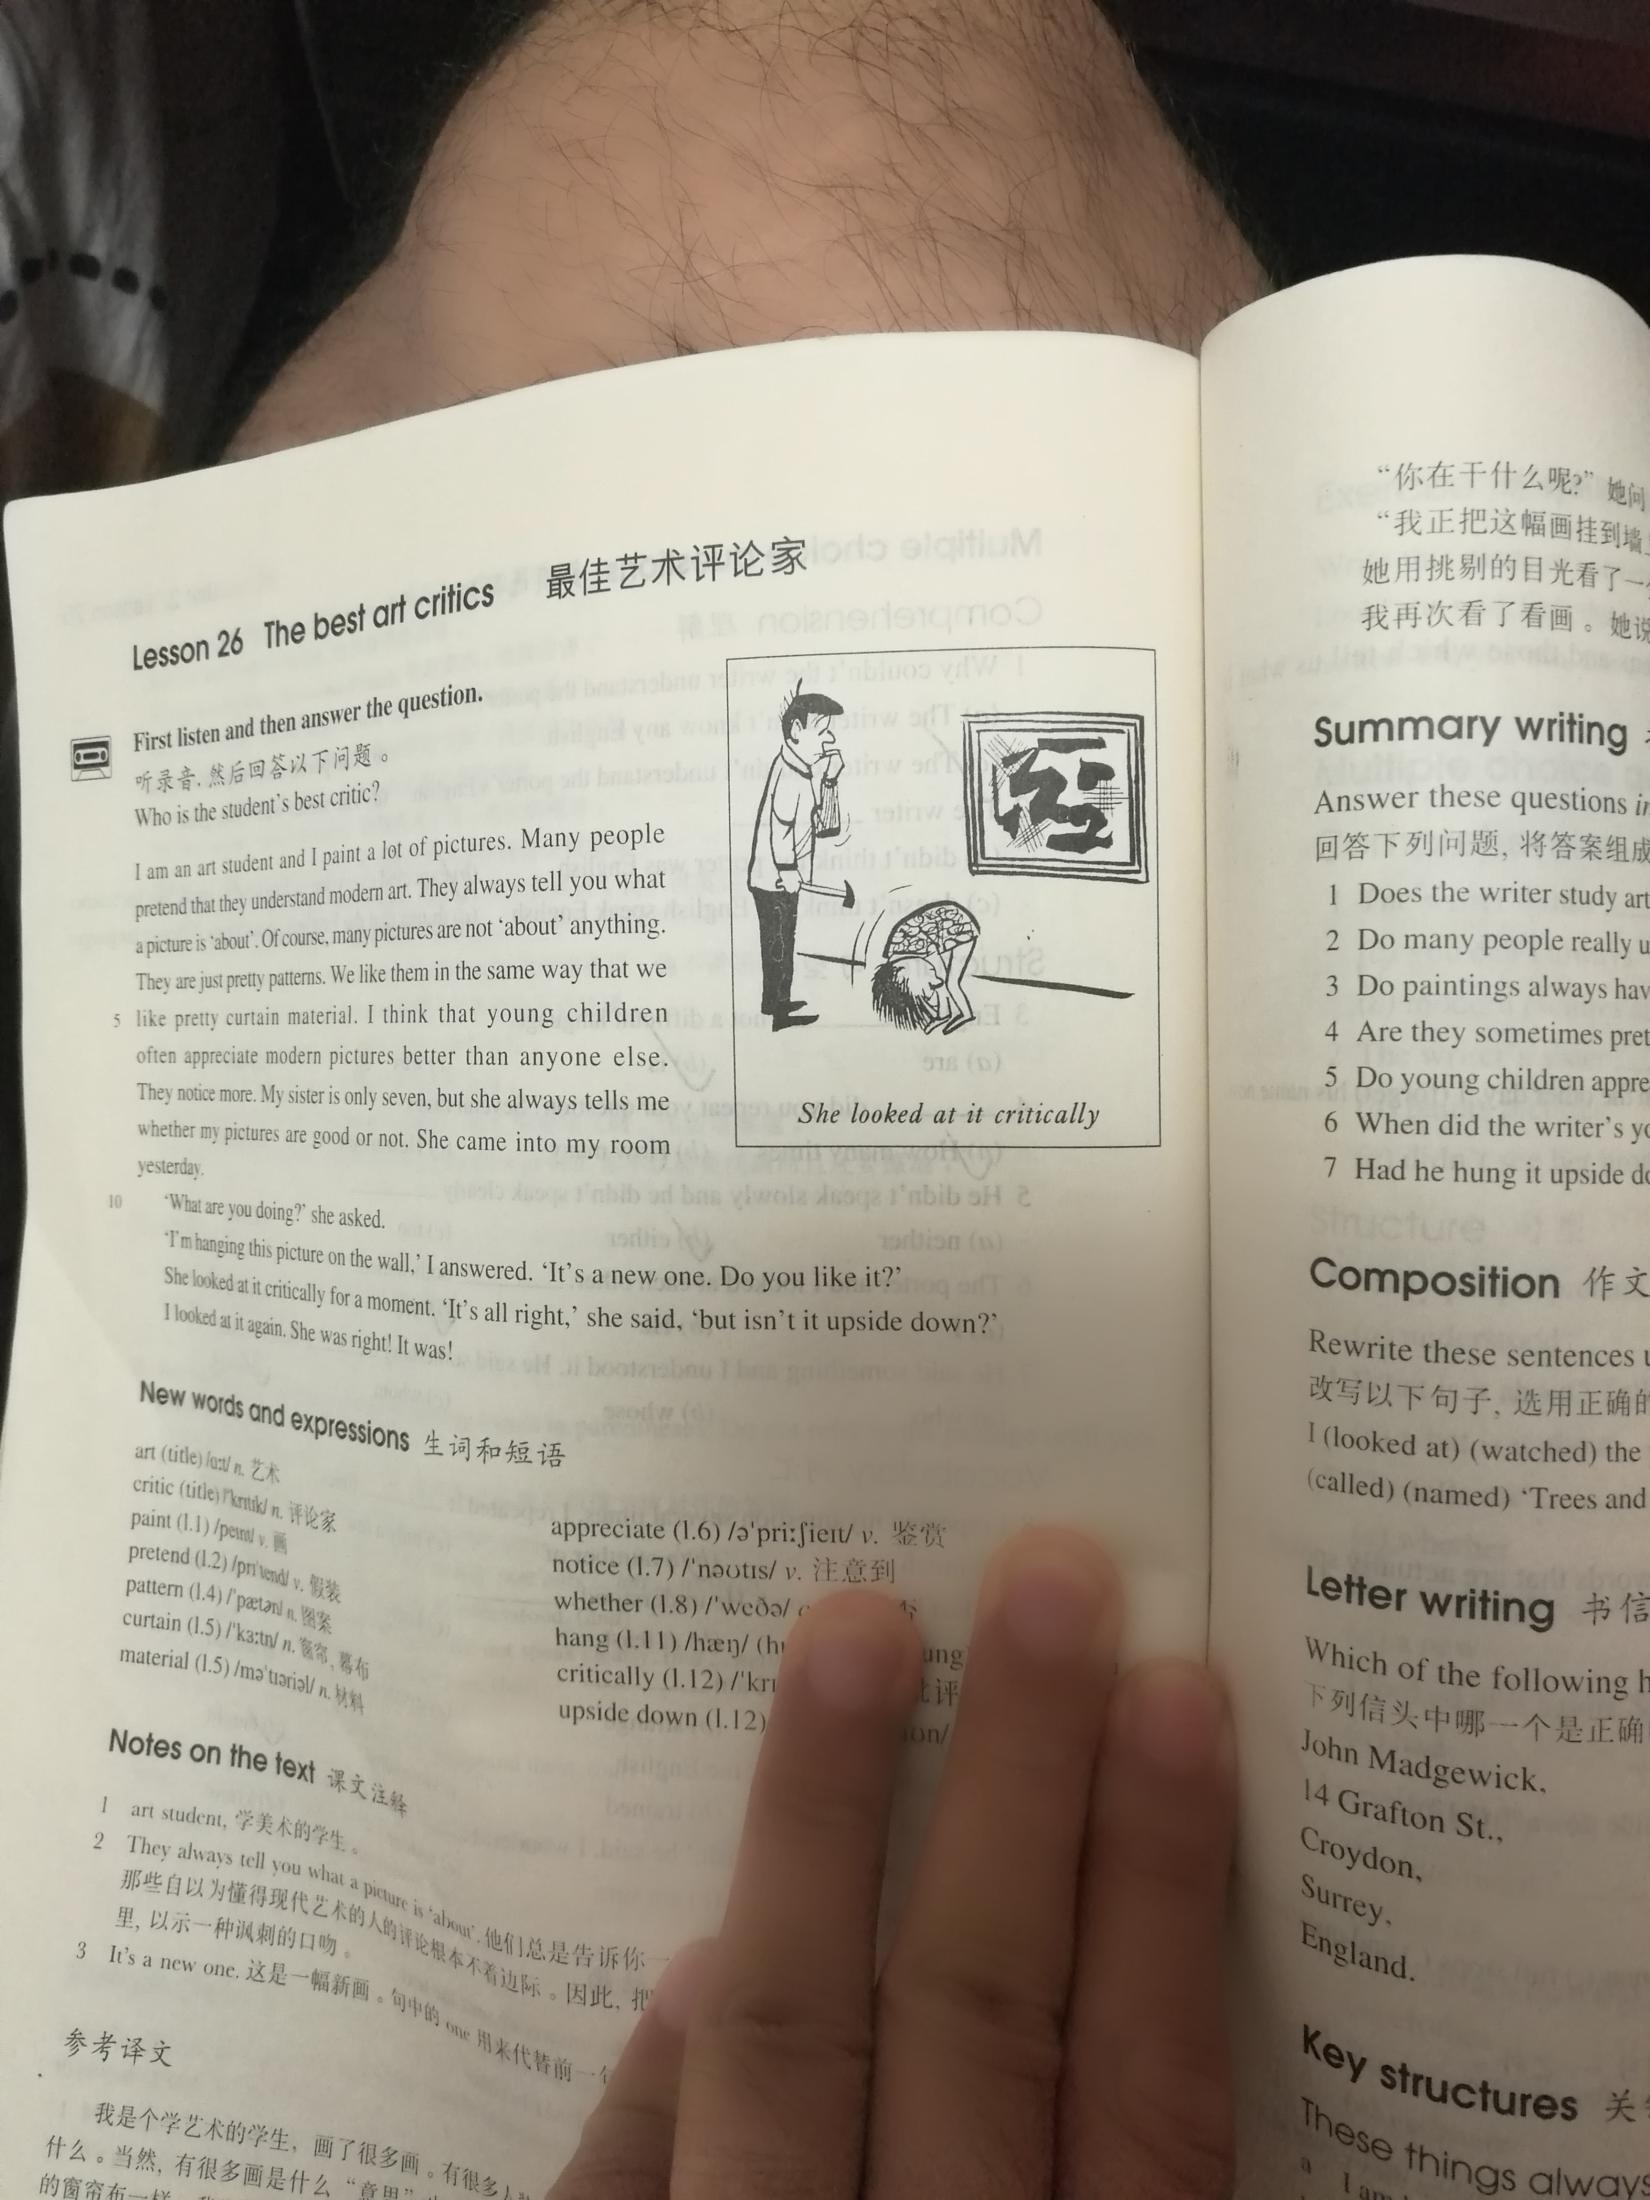 Lesson 26 The best art critics 最佳艺术评论家
First listen and then answer the question.
听录音，然后回答以下问题。
Who is the student's best critic?
I am an art student and I paint a lot of pictures. Many people
pretend that they understand modern art. They always tell you what
a picture is ‘about’. Of course, many pictures are not ‘about’ anything.
They are just pretty patterns. We like them in the same way that we
5 like pretty curtain material. I think that young children
often appreciate modern pictures better than anyone else.
They notice more. My sister is only seven, but she always tells me
whether my pictures are good or not. She came into my room
yesterday.
10 ‘What are you doing?’ she asked.
‘I'm hanging this picture on the wall,’ I answered. ‘It's a new one. Do you like it?’
She looked at it critically for a moment. ‘It's all right,’ she said, ‘but isn't it upside down?’
I looked at it again. She was right! It was!
She looked at it critically
New words and expressions 生词和短语
art (title) /ɑːt/ n. 艺术
critic (title) /ˈkrɪtɪk/ n. 评论家
paint (l.1) /peɪnt/ v. 画
pretend (l.2) /prɪˈtend/ v. 假装
pattern (l.4) /ˈpætən/ n. 图案
curtain (l.5) /ˈkɜːtn/ n. 窗帘，幕布
material (l.5) /məˈtɪəriəl/ n. 材料
appreciate (l.6) /əˈpriːʃieɪt/ v. 鉴赏
notice (l.7) /ˈnəʊtɪs/ v. 注意到
whether (l.8) /ˈweðə/
hang (l.11) /hæŋ/
critically (l.12)
upside down (l.12)
Notes on the text 课文注释
1 art student, 学美术的学生。
2 They always tell you what a picture is ‘about’. 他们总是告诉你一
那些自以为懂得现代艺术的人的评论根本不着边际。因此，把
里，以示一种讽刺的口吻。
3 It's a new one. 这是一幅新画。句中的 one 用来代替前一个
参考译文
我是个学艺术的学生，画了很多画。有很多人
什么。当然，有很多画是什么“意思”
的窗帘布一样。
“你在干什么呢?”她问
“我正把这幅画挂到墙上
她用挑剔的目光看了一
我再次看了看画。她说
Summary writing
Answer these questions
回答下列问题，将答案组成
1 Does the writer study art
2 Do many people really
3 Do paintings always
4 Are they sometimes
5 Do young children
6 When did the writer's
7 Had he hung it upside
Composition 作文
Rewrite these sentences
改写以下句子，选用正确的
I (looked at) (watched) the
(called) (named) ‘Trees and
Letter writing 书信
Which of the following
下列信头中哪一个是正确
John Madgewick,
14 Grafton St.,
Croydon,
Surrey,
England.
Key structures 关
These things always
a I am